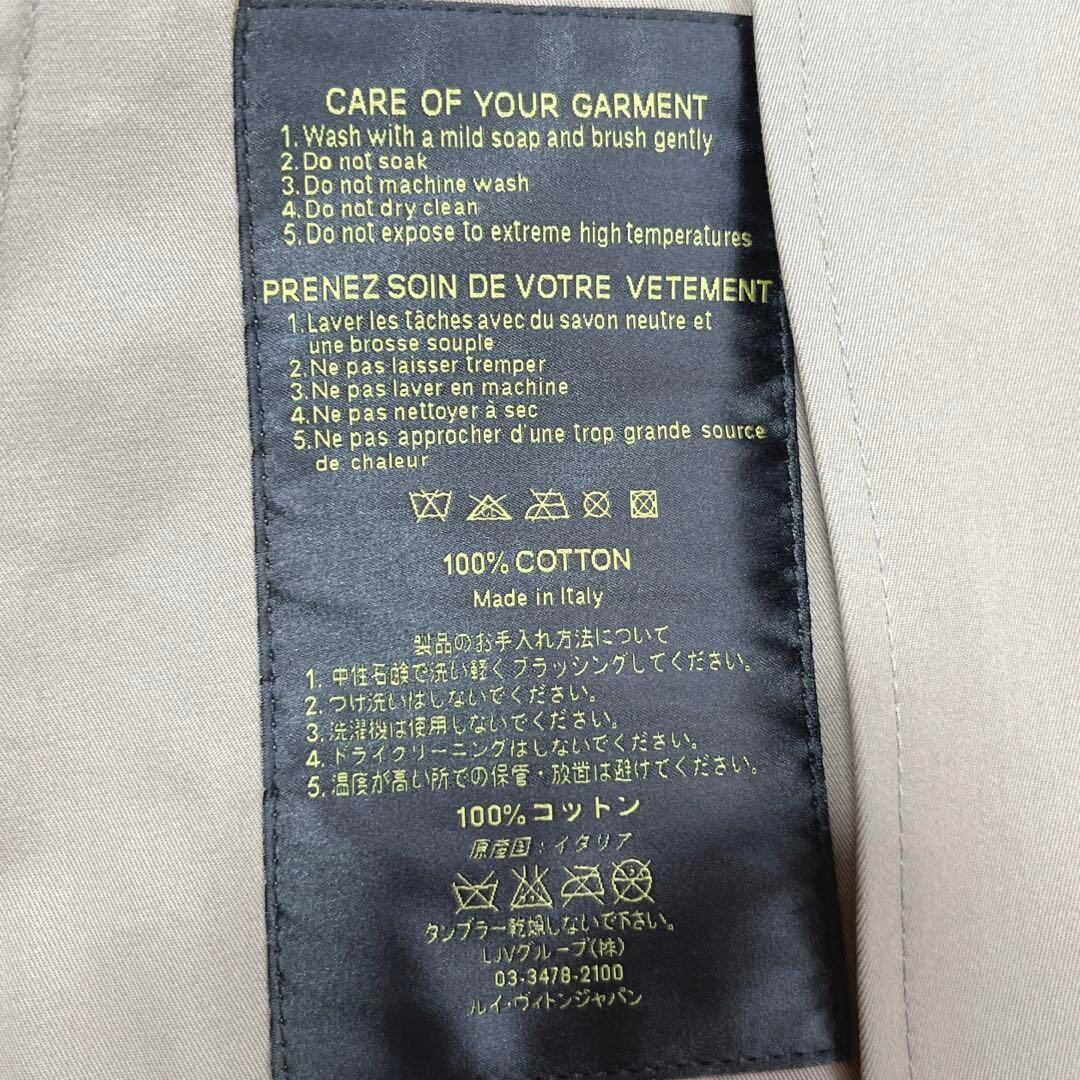 CARE OF YOUR GARMENT
1. Wash with a mild soap and brush gently
2. Do not soak
3. Do not machine wash
4. Do not dry clean
5. Do not expose to extreme high temperatures
PRENEZ SOIN DE VOTRE VETEMENT
1. Laver les tâches avec du savon neutre et
une brosse souple
2. Ne pas laisser tremper
3. Ne pas laver en machine
4. Ne pas nettoyer à sec
5. Ne pas approcher d'une trop grande source
de chaleur
100% COTTON
Made in Italy
製品のお手入れ方法について
1. 中性石鹸で洗い軽くブラッシングしてください。
2. つけ洗いはしないでください。
3. 洗濯機は使用しないでください。
4. ドライクリーニングはしないでください。
5. 温度が高い所での保管・放置は避けてください。
100% コットン
原産国：イタリア
タンブラー乾燥しないで下さい。
LJVグループ(株)
03-3478-2100
ルイ・ヴィトンジャパン